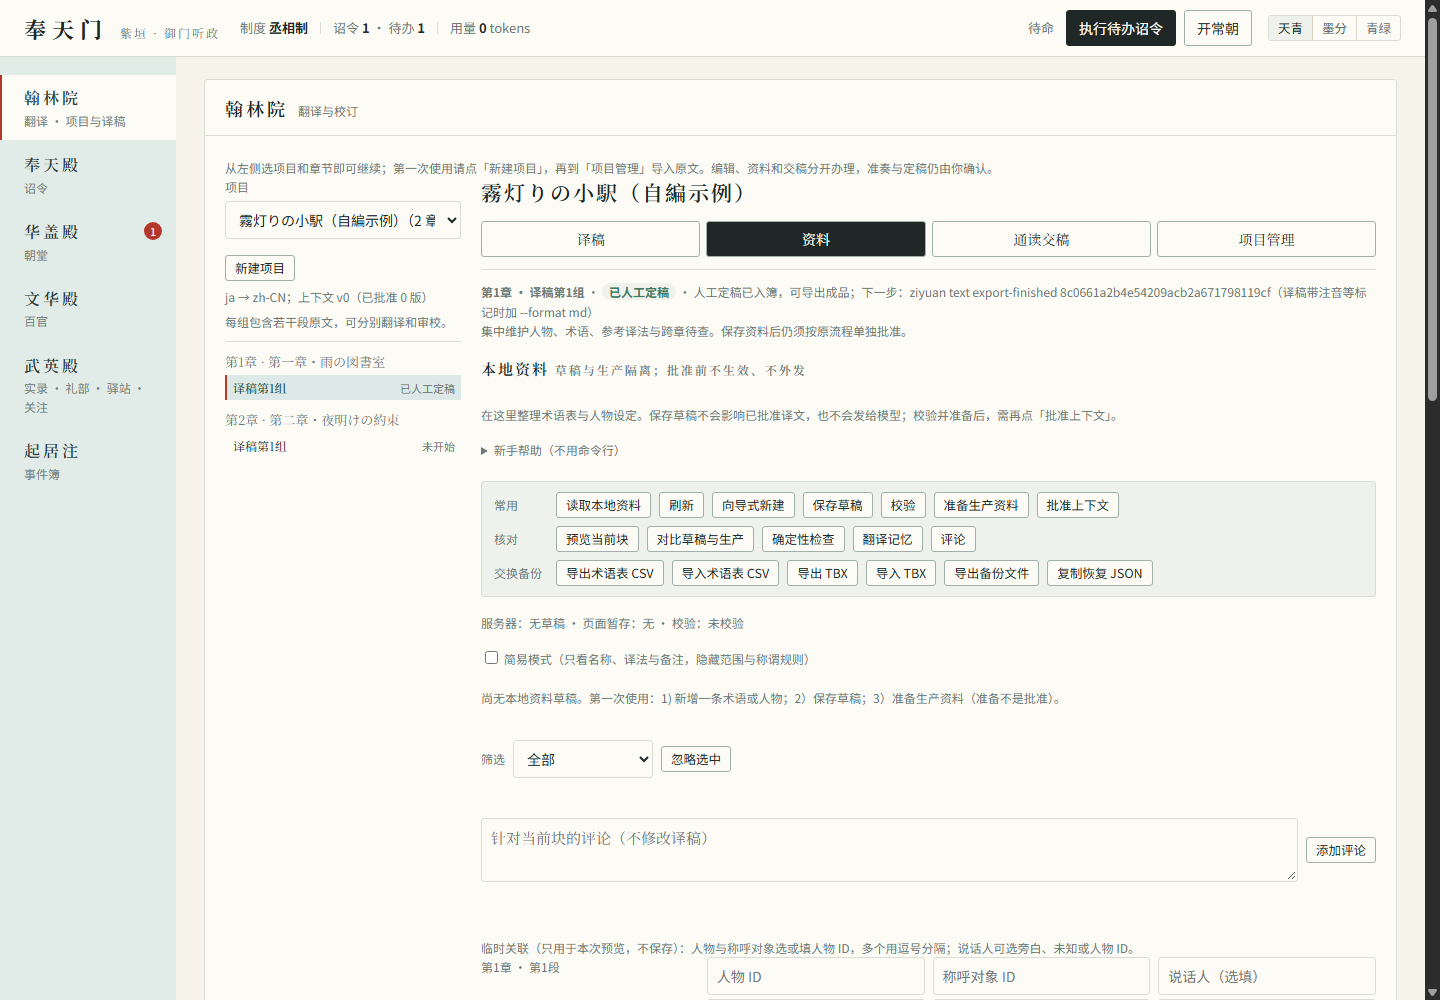 奉天门 紫垣 · 御门听政 制度 丞相制 诏令 1 · 待办 1 用量 0 tokens 待命 执行待办诏令 开常朝 天青 墨分 青绿
翰林院
翻译 · 项目与译稿
奉天殿
诏令
华盖殿 1
朝堂
文华殿
百官
武英殿
实录 · 礼部 · 驿站 ·
关注
起居注
事件簿
翰林院 翻译与校订
从左侧选项目和章节即可继续；第一次使用请点「新建项目」，再到「项目管理」导入原文。编辑、资料和交稿分开办理，准奏与定稿仍由你确认。
项目
霧灯りの小駅（自編示例）（2 章
新建项目
ja → zh-CN；上下文 v0（已批准 0 版）
每组包含若干段原文，可分别翻译和审校。
第1章 · 第一章・雨の図書室
译稿第1组 已人工定稿
第2章 · 第二章・夜明けの約束
译稿第1组 未开始
霧灯りの小駅（自編示例）
译稿 资料 通读交稿 项目管理
第1章 · 译稿第1组 · 已人工定稿 · 人工定稿已入簿，可导出成品；下一步：ziyuan text export-finished 8c0661a2b4e54209acb2a671798119cf（译稿带注音等标
记时加 --format md）
集中维护人物、术语、参考译法与跨章待查。保存资料后仍须按原流程单独批准。
本地资料 草稿与生产隔离；批准前不生效、不外发
在这里整理术语表与人物设定。保存草稿不会影响已批准译文，也不会发给模型；校验并准备后，需再点「批准上下文」。
▶ 新手帮助（不用命令行）
常用 读取本地资料 刷新 向导式新建 保存草稿 校验 准备生产资料 批准上下文
核对 预览当前块 对比草稿与生产 确定性检查 翻译记忆 评论
交换备份 导出术语表 CSV 导入术语表 CSV 导出 TBX 导入 TBX 导出备份文件 复制恢复 JSON
服务器：无草稿 · 页面暂存：无 · 校验：未校验
简易模式（只看名称、译法与备注，隐藏范围与称谓规则）
尚无本地资料草稿。第一次使用：1) 新增一条术语或人物；2）保存草稿；3）准备生产资料（准备不是批准）。
筛选 全部 忽略选中
针对当前块的评论（不修改译稿）
添加评论
临时关联（只用于本次预览，不保存）：人物与称呼对象选或填人物 ID，多个用逗号分隔；说话人可选旁白、未知或人物 ID。
第1章 · 第1段 人物 ID 称呼对象 ID 说话人（选填）